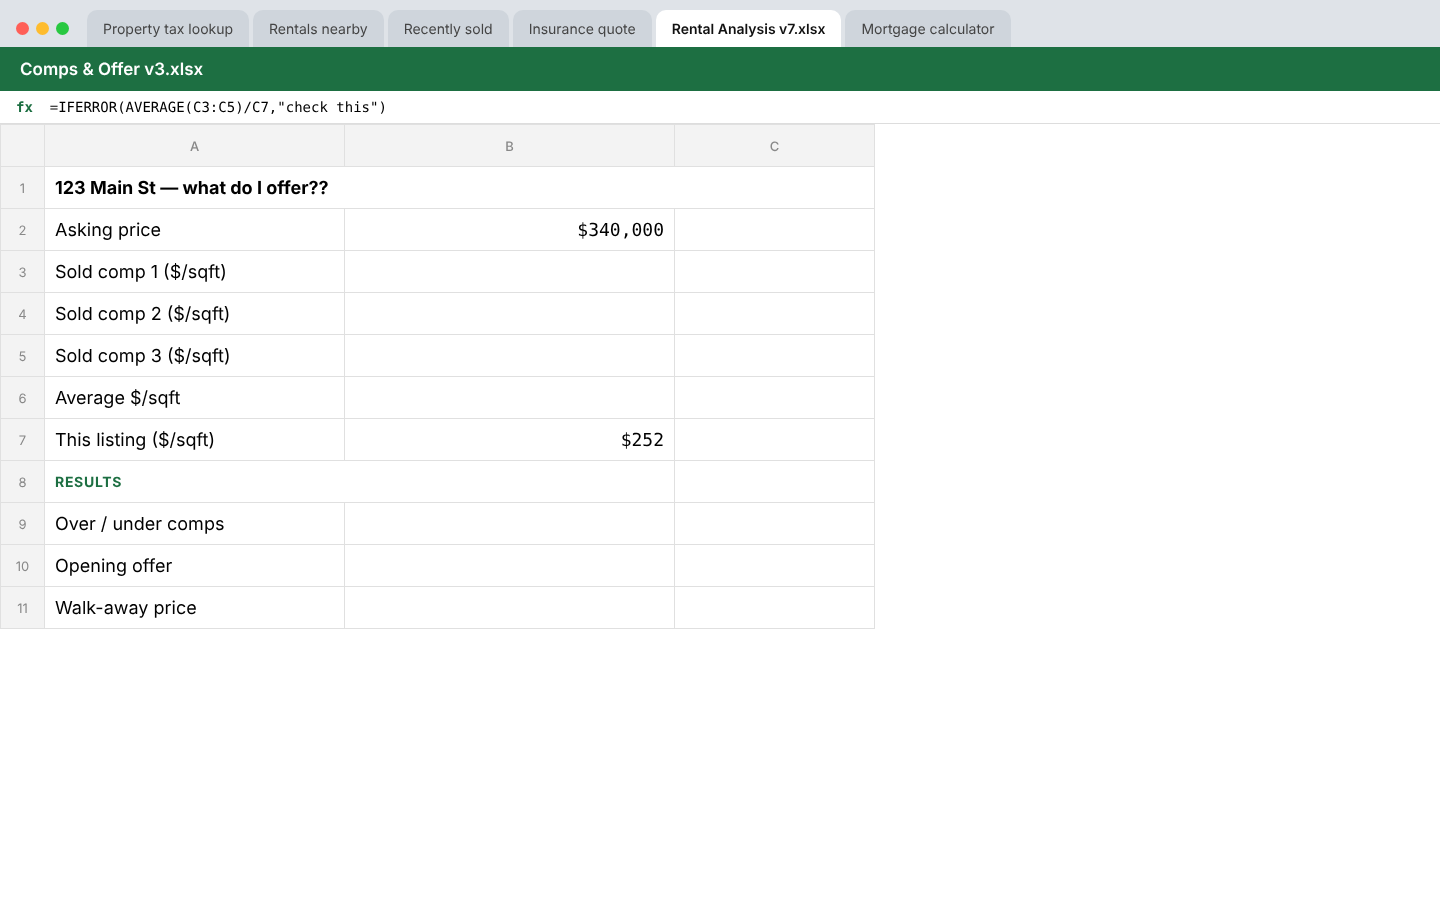 Property tax lookup
Rentals nearby
Recently sold
Insurance quote
Rental Analysis v7.xlsx
Mortgage calculator
Comps & Offer v3.xlsx
fx =IFERROR(AVERAGE(C3:C5)/C7,"check this")
A B C
1 123 Main St — what do I offer??
2 Asking price $340,000
3 Sold comp 1 ($/sqft)
4 Sold comp 2 ($/sqft)
5 Sold comp 3 ($/sqft)
6 Average $/sqft
7 This listing ($/sqft) $252
8 RESULTS
9 Over / under comps
10 Opening offer
11 Walk-away price